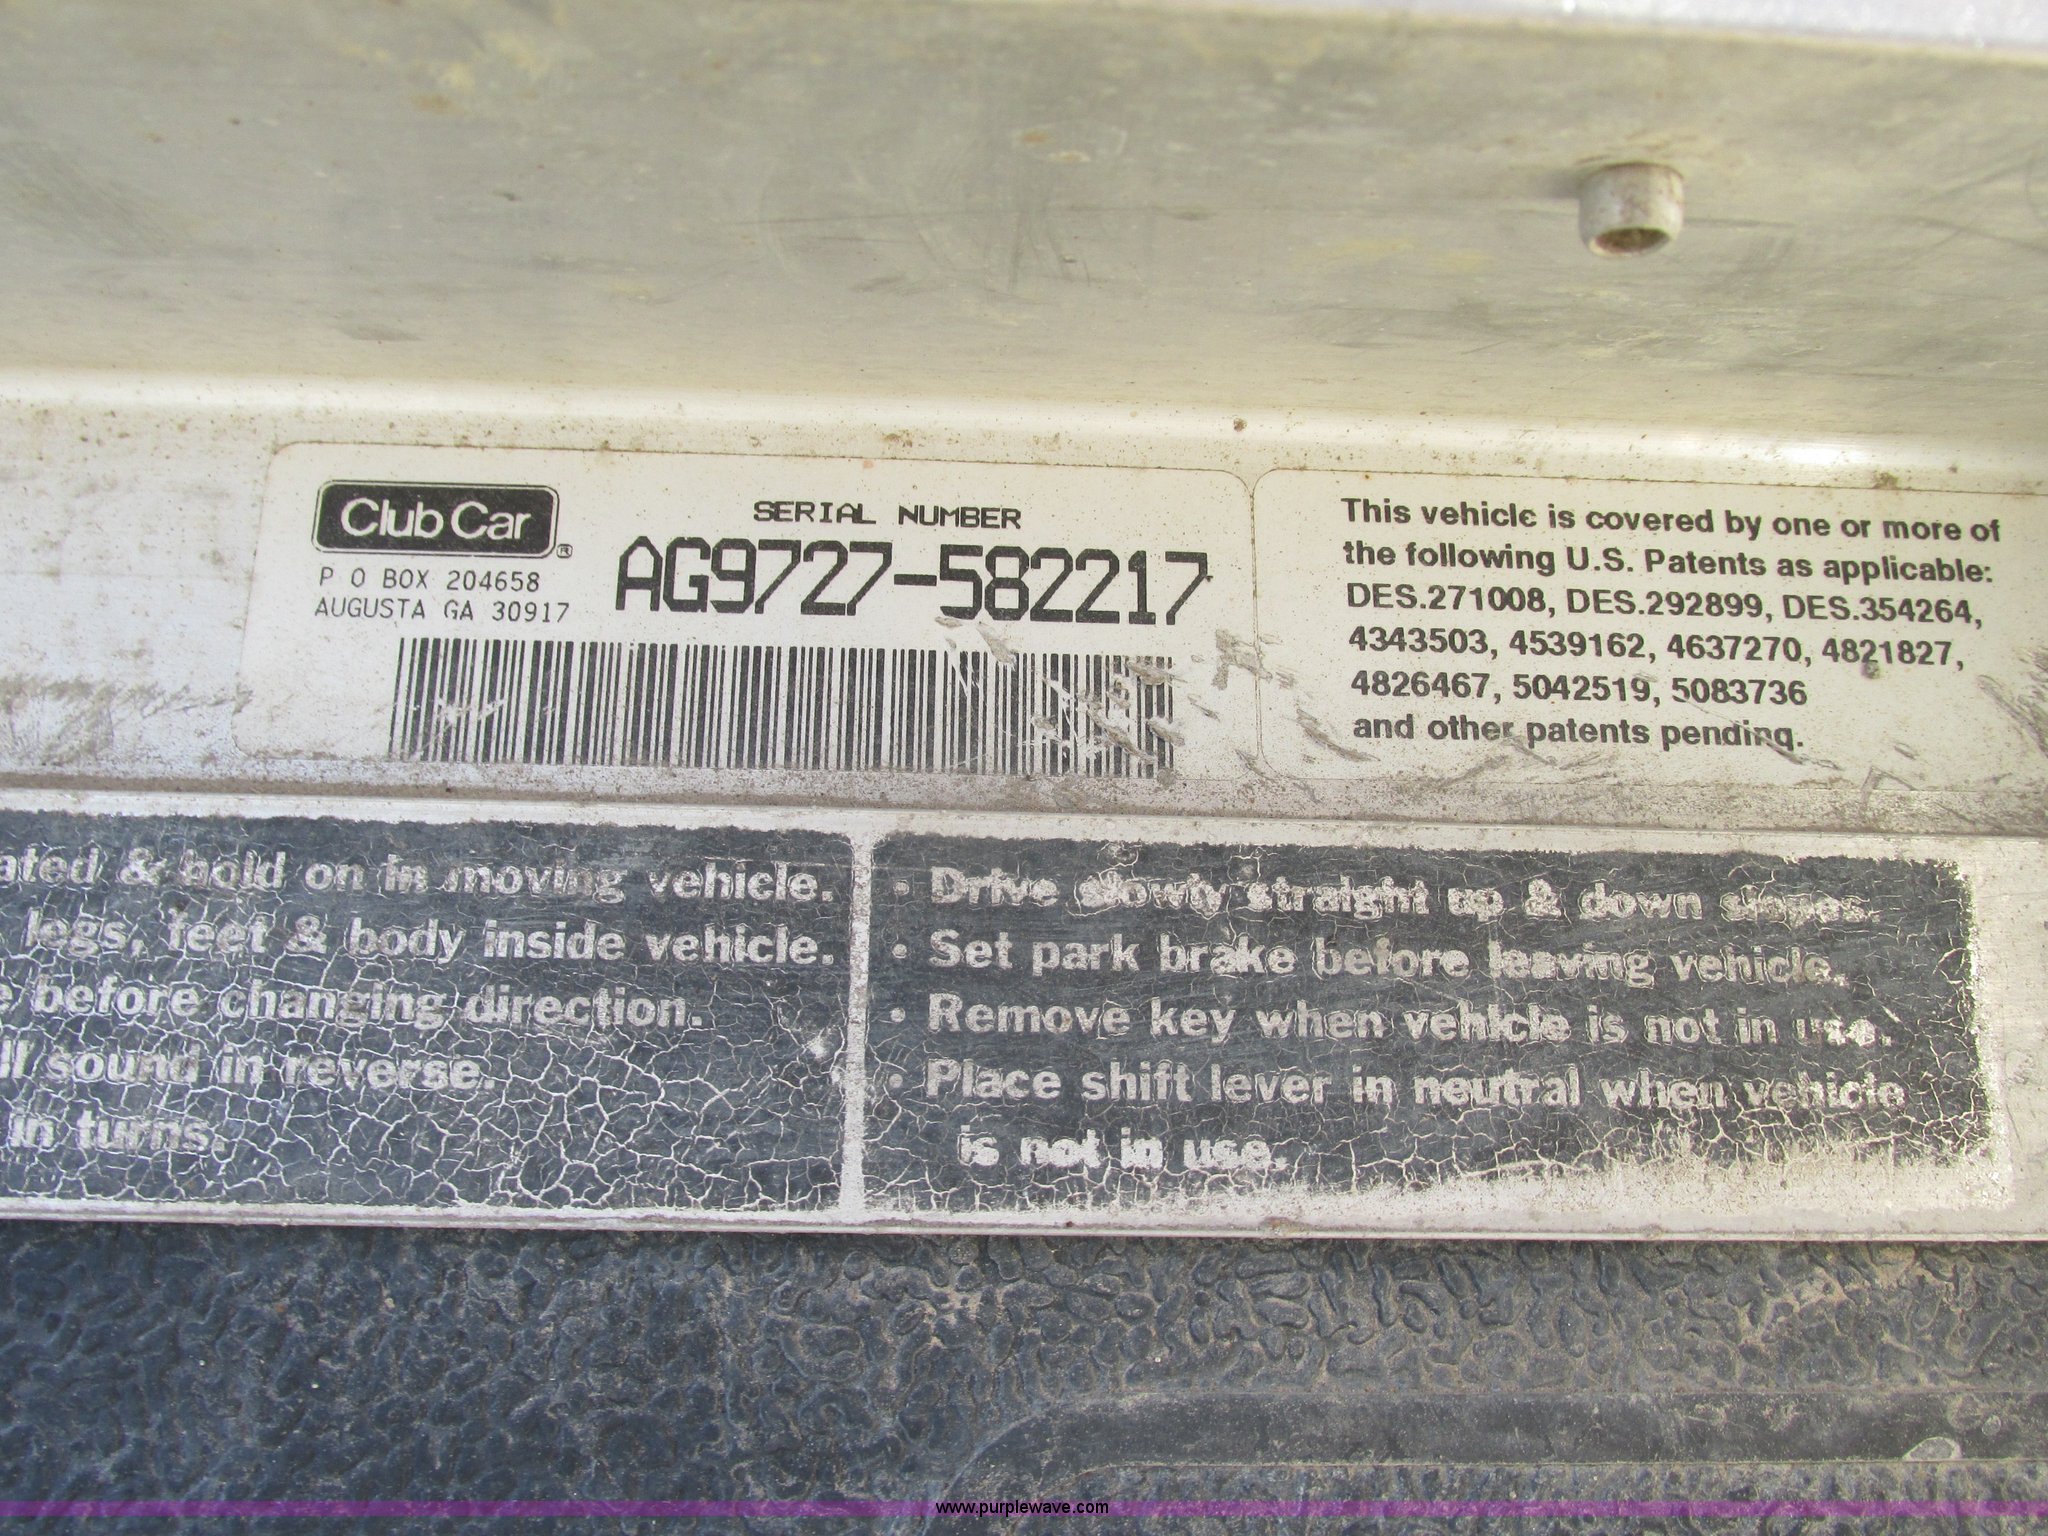 Club Car
®
P O BOX 204658
AUGUSTA GA 30917
SERIAL NUMBER
AG9727-582217
This vehicle is covered by one or more of
the following U.S. Patents as applicable:
DES.271008, DES.292899, DES.354264,
4343503, 4539162, 4637270, 4821827,
4826467, 5042519, 5083736
and other patents pending.
ated & hold on in moving vehicle.
legs, feet & body inside vehicle.
e before changing direction.
ll sound in reverse.
in turns.
• Drive slowly straight up & down slopes.
• Set park brake before leaving vehicle.
• Remove key when vehicle is not in use.
• Place shift lever in neutral when vehicle
is not in use.
www.purplewave.com